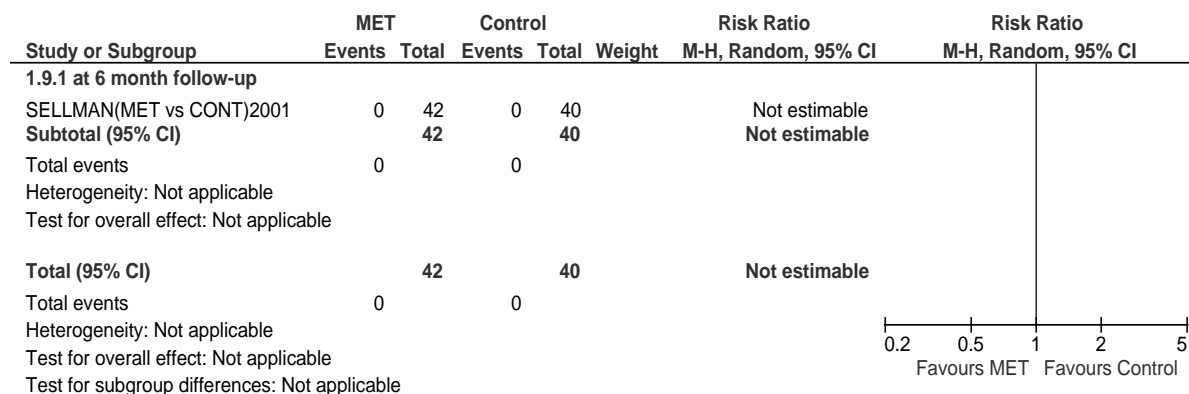 MET Control Risk Ratio Risk Ratio
Study or Subgroup Events Total Events Total Weight M-H, Random, 95% CI M-H, Random, 95% CI
1.9.1 at 6 month follow-up
SELLMAN(MET vs CONT)2001 0 42 0 40 Not estimable
Subtotal (95% CI) 42 40 Not estimable
Total events 0 0
Heterogeneity: Not applicable
Test for overall effect: Not applicable
Total (95% CI) 42 40 Not estimable
Total events 0 0
Heterogeneity: Not applicable
Test for overall effect: Not applicable
Test for subgroup differences: Not applicable
0.2 0.5 1 2 5
Favours MET Favours Control